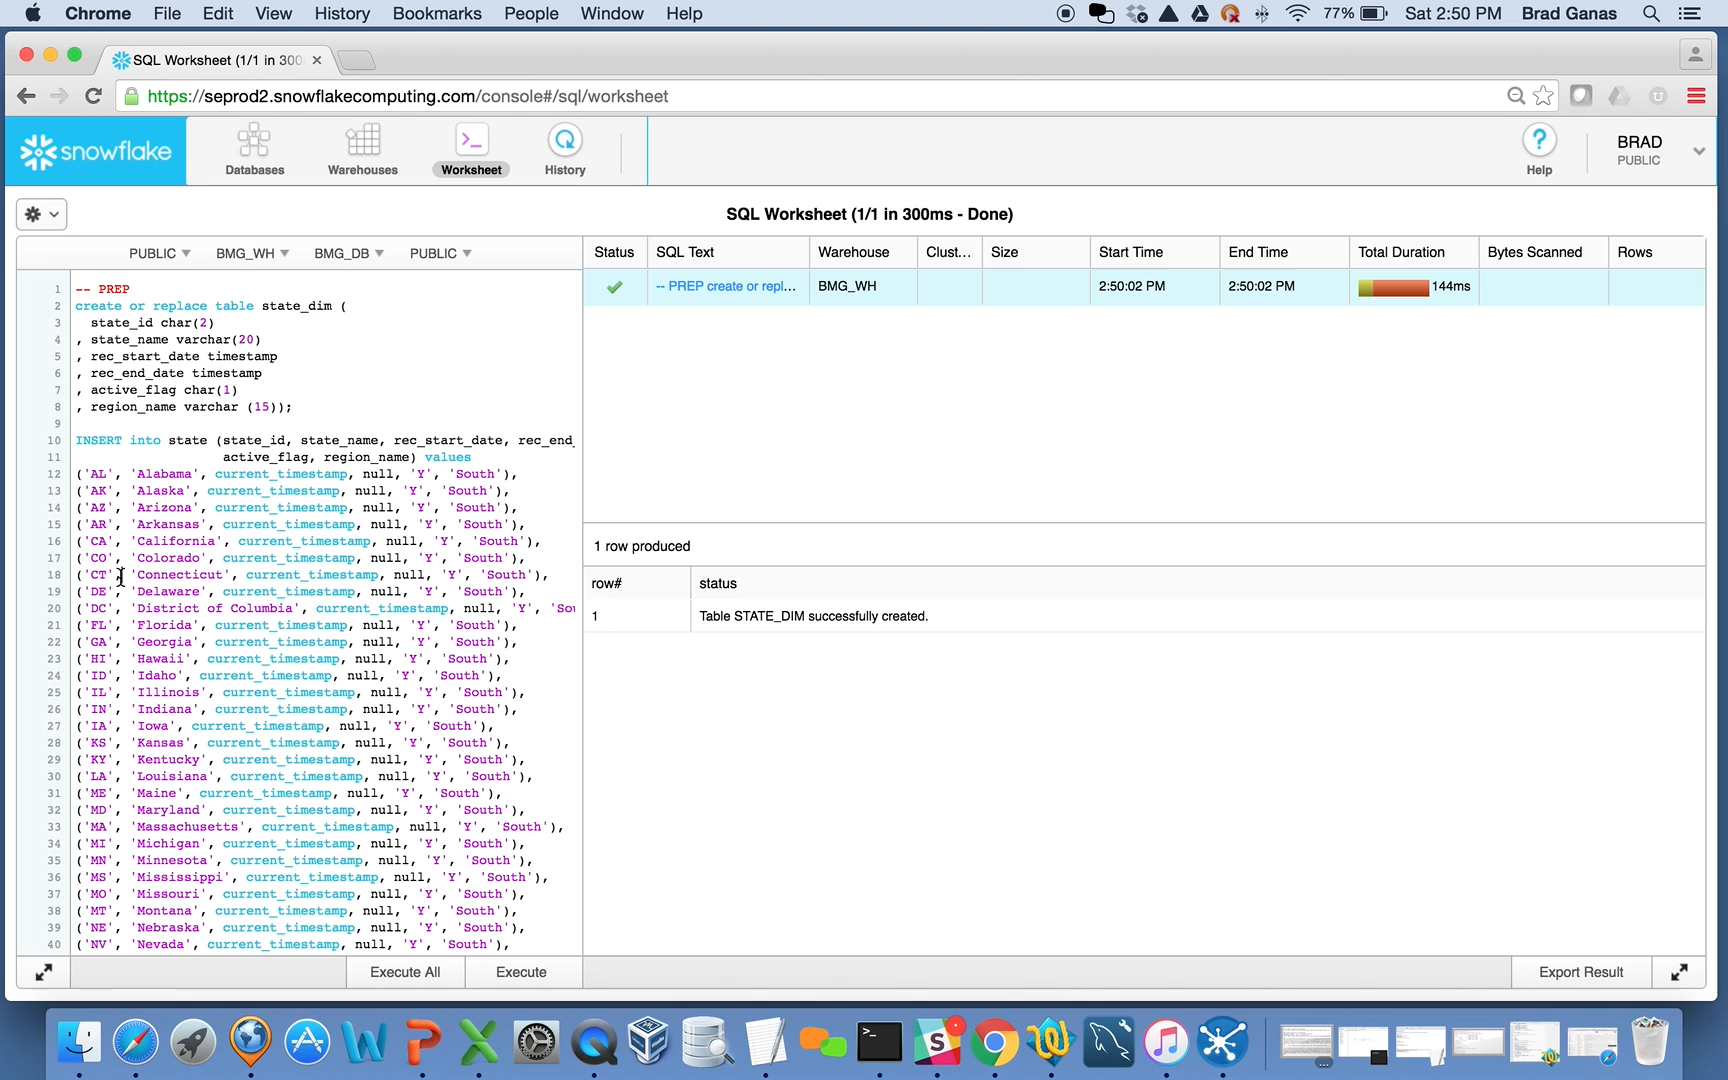 Chrome File Edit View History Bookmarks People Window Help 77% Sat 2:50 PM Brad Ganas
SQL Worksheet (1/1 in 300
https://seprod2.snowflakecomputing.com/console#/sql/worksheet
snowflake Databases Warehouses Worksheet History ? Help BRAD PUBLIC
SQL Worksheet (1/1 in 300ms - Done)
PUBLIC BMG_WH BMG_DB PUBLIC
1 -- PREP
2 create or replace table state_dim (
3 state_id char(2)
4 , state_name varchar(20)
5 , rec_start_date timestamp
6 , rec_end_date timestamp
7 , active_flag char(1)
8 , region_name varchar (15));
9
10 INSERT into state (state_id, state_name, rec_start_date, rec_end_
11 active_flag, region_name) values
12 ('AL', 'Alabama', current_timestamp, null, 'Y', 'South'),
13 ('AK', 'Alaska', current_timestamp, null, 'Y', 'South'),
14 ('AZ', 'Arizona', current_timestamp, null, 'Y', 'South'),
15 ('AR', 'Arkansas', current_timestamp, null, 'Y', 'South'),
16 ('CA', 'California', current_timestamp, null, 'Y', 'South'),
17 ('CO', 'Colorado', current_timestamp, null, 'Y', 'South'),
18 ('CT', 'Connecticut', current_timestamp, null, 'Y', 'South'),
19 ('DE', 'Delaware', current_timestamp, null, 'Y', 'South'),
20 ('DC', 'District of Columbia', current_timestamp, null, 'Y', 'Sou
21 ('FL', 'Florida', current_timestamp, null, 'Y', 'South'),
22 ('GA', 'Georgia', current_timestamp, null, 'Y', 'South'),
23 ('HI', 'Hawaii', current_timestamp, null, 'Y', 'South'),
24 ('ID', 'Idaho', current_timestamp, null, 'Y', 'South'),
25 ('IL', 'Illinois', current_timestamp, null, 'Y', 'South'),
26 ('IN', 'Indiana', current_timestamp, null, 'Y', 'South'),
27 ('IA', 'Iowa', current_timestamp, null, 'Y', 'South'),
28 ('KS', 'Kansas', current_timestamp, null, 'Y', 'South'),
29 ('KY', 'Kentucky', current_timestamp, null, 'Y', 'South'),
30 ('LA', 'Louisiana', current_timestamp, null, 'Y', 'South'),
31 ('ME', 'Maine', current_timestamp, null, 'Y', 'South'),
32 ('MD', 'Maryland', current_timestamp, null, 'Y', 'South'),
33 ('MA', 'Massachusetts', current_timestamp, null, 'Y', 'South'),
34 ('MI', 'Michigan', current_timestamp, null, 'Y', 'South'),
35 ('MN', 'Minnesota', current_timestamp, null, 'Y', 'South'),
36 ('MS', 'Mississippi', current_timestamp, null, 'Y', 'South'),
37 ('MO', 'Missouri', current_timestamp, null, 'Y', 'South'),
38 ('MT', 'Montana', current_timestamp, null, 'Y', 'South'),
39 ('NE', 'Nebraska', current_timestamp, null, 'Y', 'South'),
40 ('NV', 'Nevada', current_timestamp, null, 'Y', 'South'),
Execute All Execute
Status SQL Text Warehouse Clust... Size Start Time End Time Total Duration Bytes Scanned Rows
-- PREP create or repl... BMG_WH 2:50:02 PM 2:50:02 PM 144ms
1 row produced
row# status
1 Table STATE_DIM successfully created.
Export Result